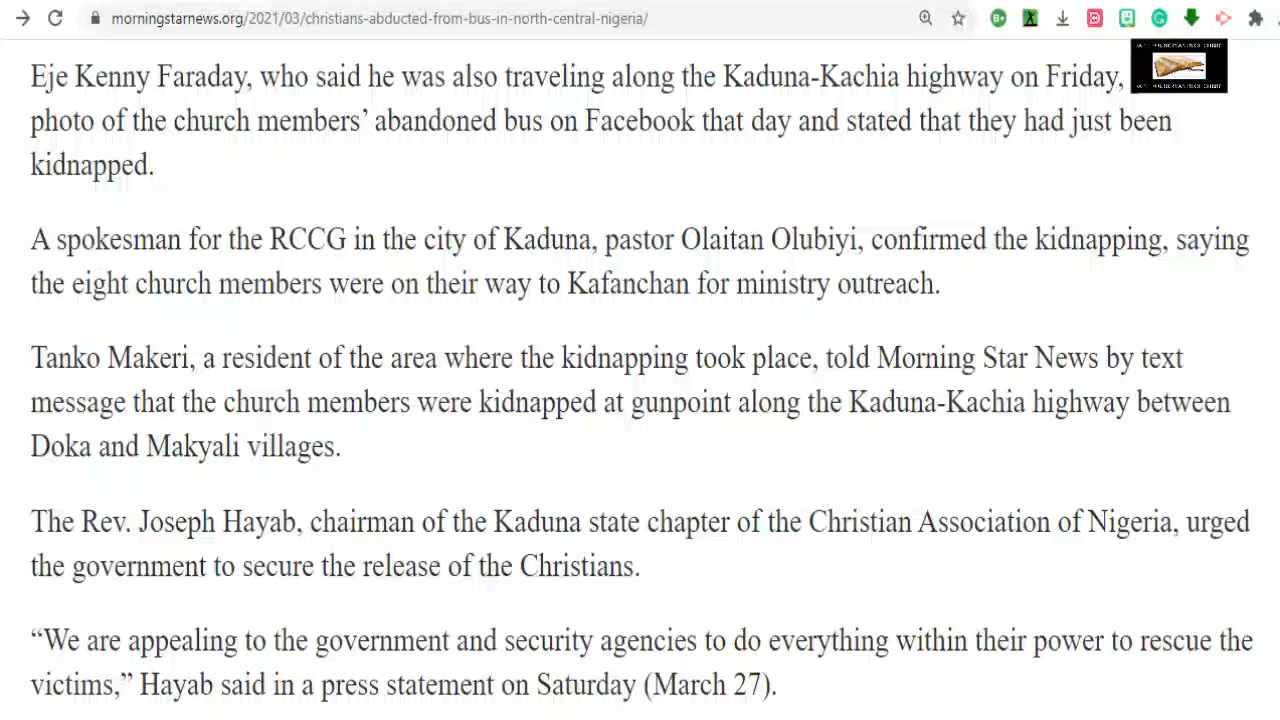 morningstarnews.org/2021/03/christians-abducted-from-bus-in-north-central-nigeria/
Eje Kenny Faraday, who said he was also traveling along the Kaduna-Kachia highway on Friday,
photo of the church members’ abandoned bus on Facebook that day and stated that they had just been
kidnapped.
A spokesman for the RCCG in the city of Kaduna, pastor Olaitan Olubiyi, confirmed the kidnapping, saying
the eight church members were on their way to Kafanchan for ministry outreach.
Tanko Makeri, a resident of the area where the kidnapping took place, told Morning Star News by text
message that the church members were kidnapped at gunpoint along the Kaduna-Kachia highway between
Doka and Makyali villages.
The Rev. Joseph Hayab, chairman of the Kaduna state chapter of the Christian Association of Nigeria, urged
the government to secure the release of the Christians.
“We are appealing to the government and security agencies to do everything within their power to rescue the
victims,” Hayab said in a press statement on Saturday (March 27).